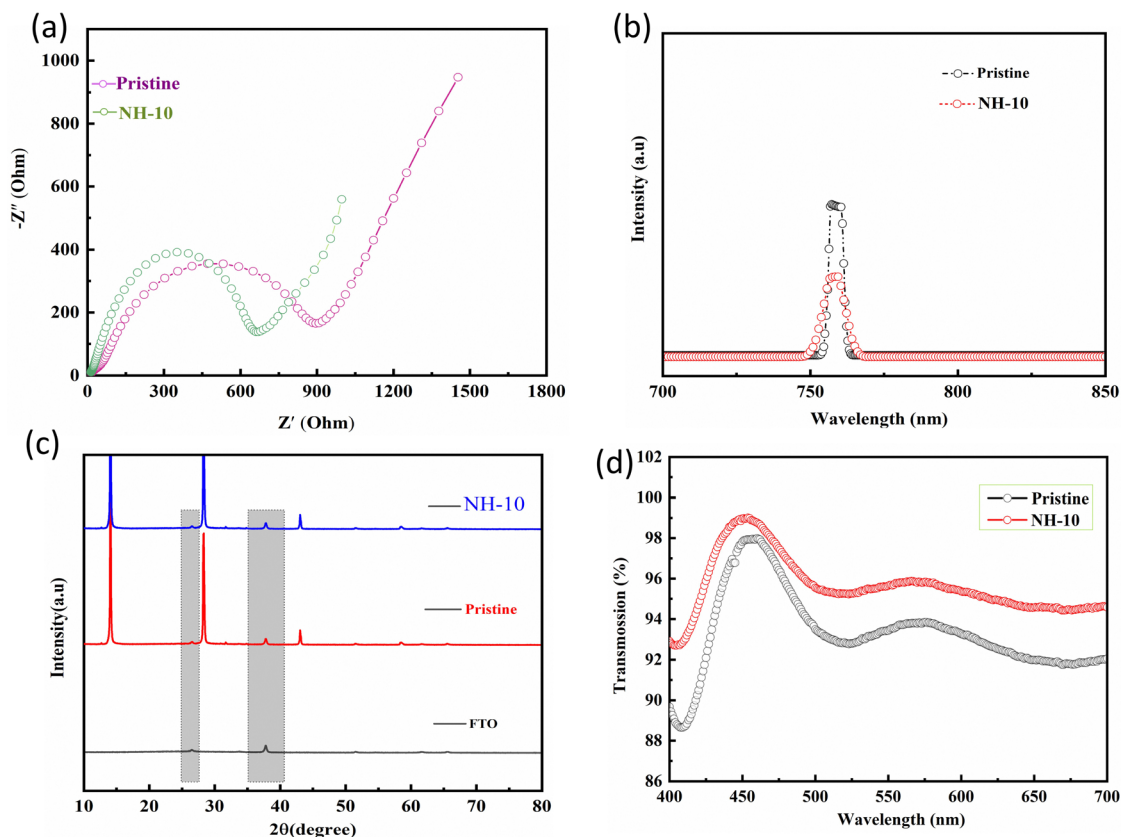 (a)
1000
800
600
400
200
0
-Z″ (Ohm)
Pristine
NH-10
0 300 600 900 1200 1500 1800
Z′ (Ohm)
(b)
Intensity (a.u)
Pristine
NH-10
700 750 800 850
Wavelength (nm)
(c)
Intensity(a.u)
NH-10
Pristine
FTO
10 20 30 40 50 60 70 80
2θ(degree)
(d)
102
100
98
96
94
92
90
88
86
Transmossion (%)
Pristine
NH-10
400 450 500 550 600 650 700
Wavelength (nm)